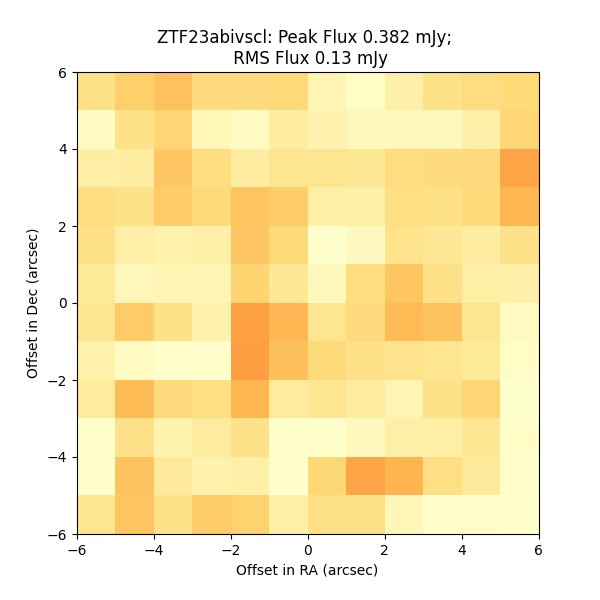 ZTF23abivscl: Peak Flux 0.382 mJy;
RMS Flux 0.13 mJy
6
4
2
0
−2
−4
−6
Offset in Dec (arcsec)
−6 −4 −2 0 2 4 6
Offset in RA (arcsec)